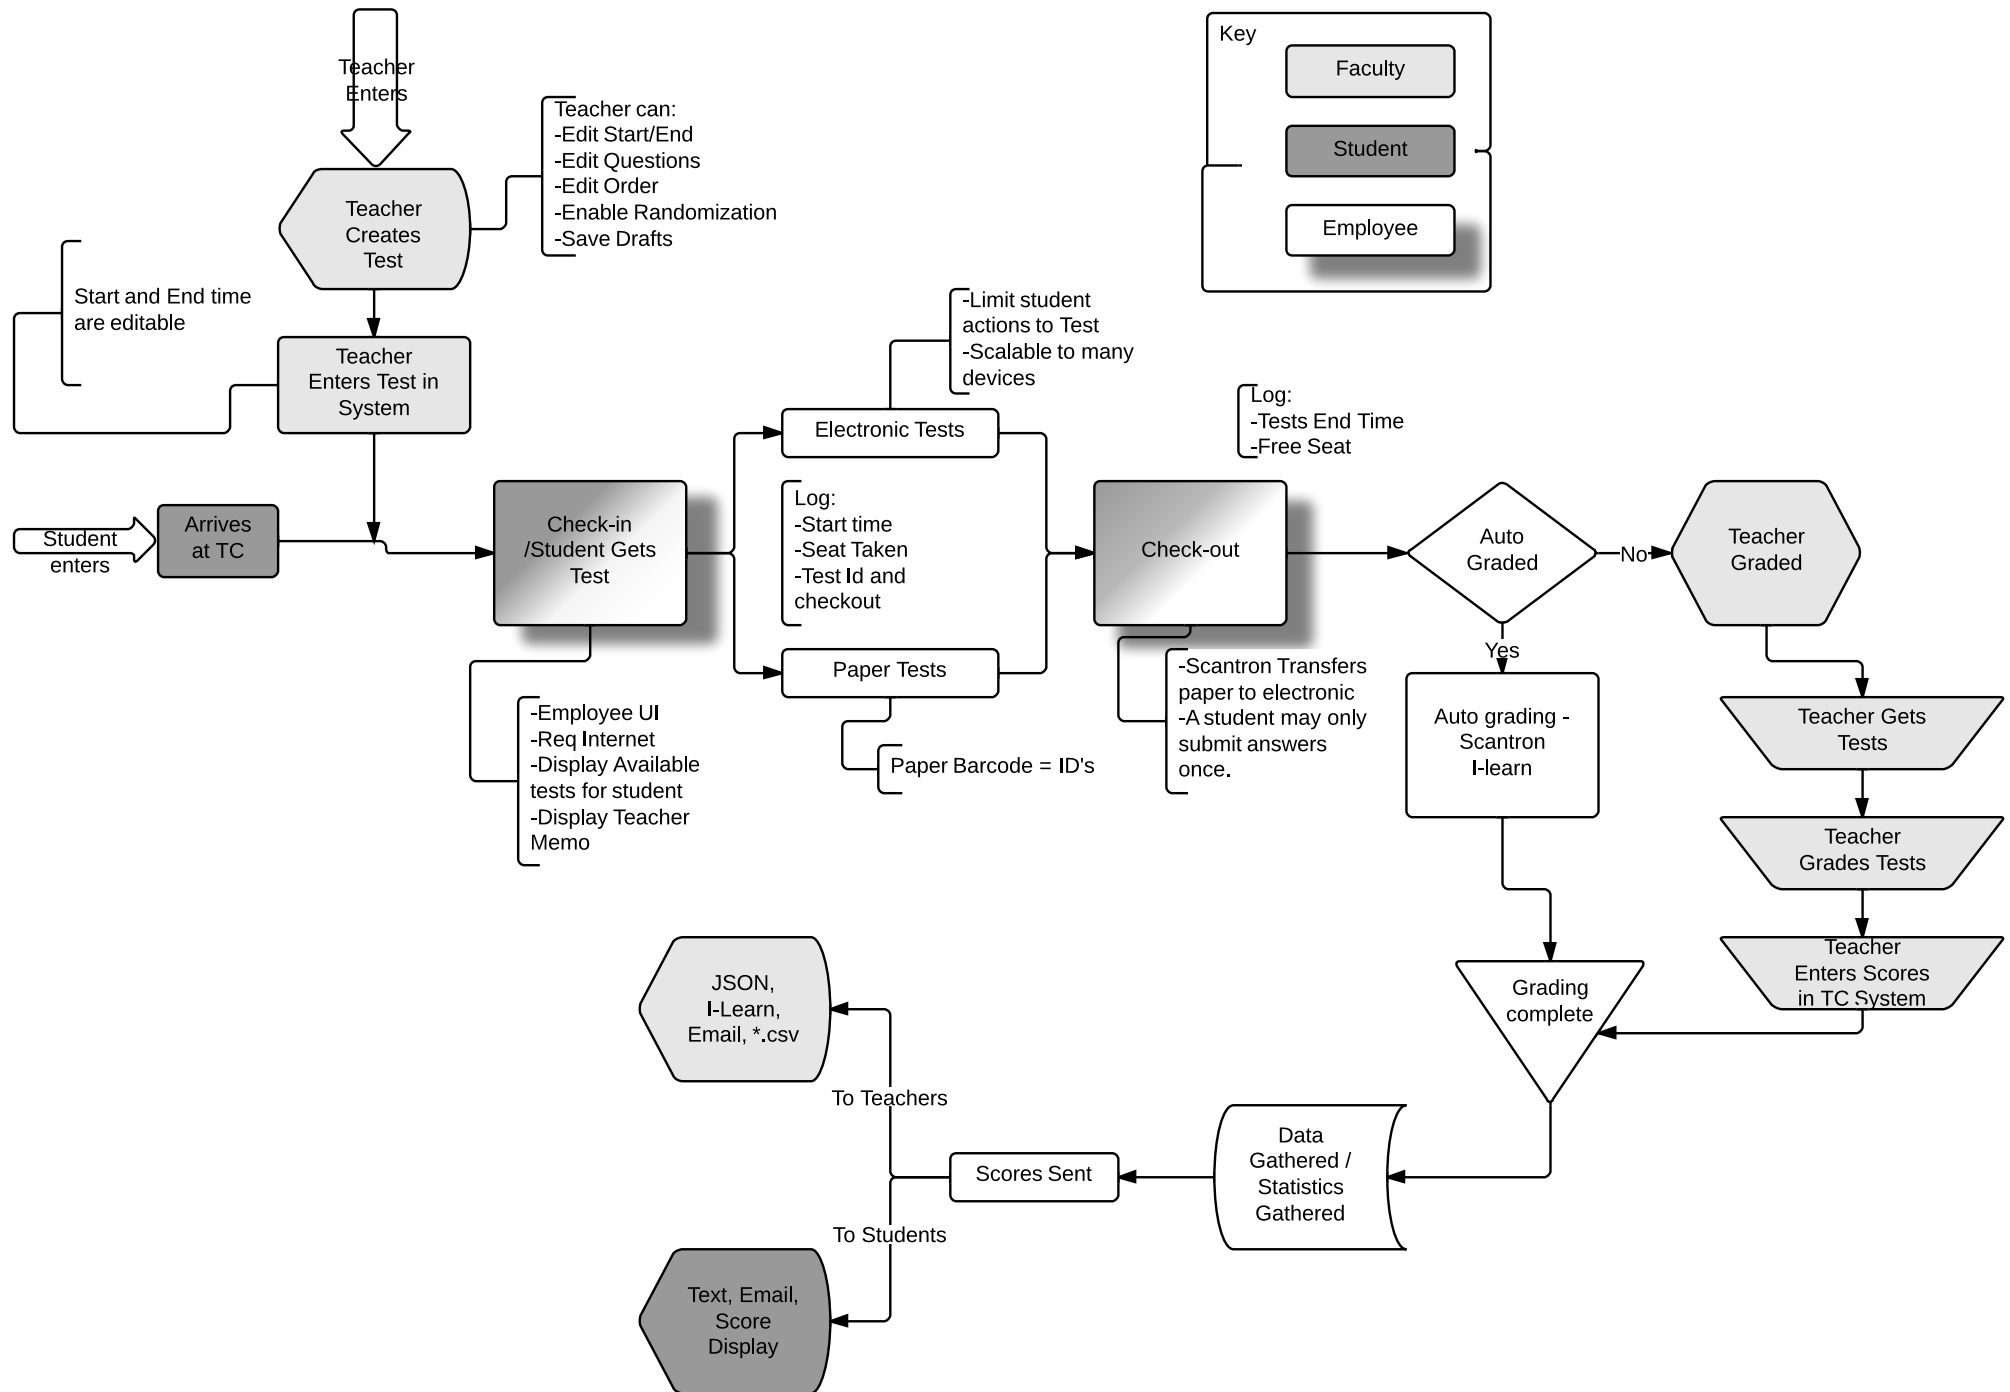 Teacher
Enters
Key
Faculty
Student
Employee
Teacher can:
-Edit Start/End
-Edit Questions
-Edit Order
-Enable Randomization
-Save Drafts
Teacher
Creates
Test
Start and End time
are editable
Teacher
Enters Test in
System
-Limit student
actions to Test
-Scalable to many
devices
Electronic Tests
Log:
-Tests End Time
-Free Seat
Student
enters
Arrives
at TC
Check-in
/Student Gets
Test
Log:
-Start time
-Seat Taken
-Test Id and
checkout
Check-out
Auto
Graded
No
Teacher
Graded
Yes
Paper Tests
-Employee UI
-Req Internet
-Display Available
tests for student
-Display Teacher
Memo
Paper Barcode = ID's
-Scantron Transfers
paper to electronic
-A student may only
submit answers
once.
Auto grading -
Scantron
I-learn
Teacher Gets
Tests
Teacher
Grades Tests
Teacher
Enters Scores
in TC System
Grading
complete
JSON,
I-Learn,
Email, *.csv
To Teachers
Data
Gathered /
Statistics
Gathered
Scores Sent
To Students
Text, Email,
Score
Display